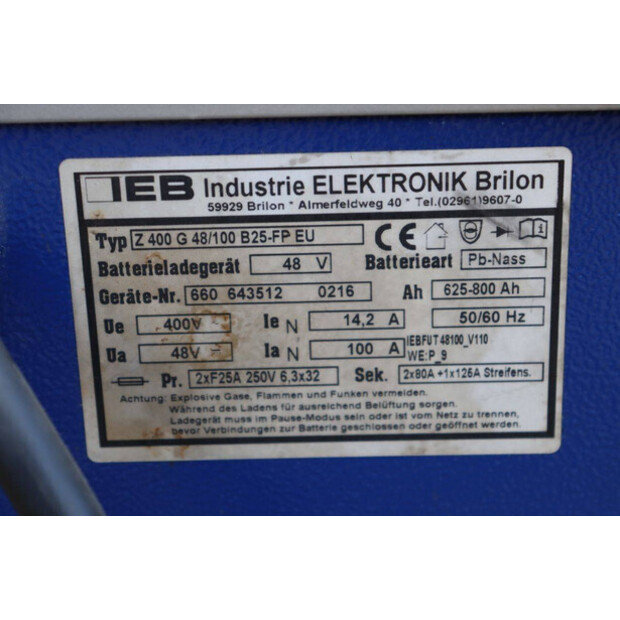 IEB Industrie ELEKTRONIK Brilon
59929 Brilon * Almerfeldweg 40 * Tel.(02961)9607-0
Typ Z 400 G 48/100 B25-FP EU CE
Batterieladegerät 48 V Batterieart Pb-Nass
Geräte-Nr. 660 643512 0216 Ah 625-800 Ah
Ue 400V Ie N 14,2 A 50/60 Hz
Ua 48V Ia N 100 A IEBFUT48100_V110
WE:P_9
Pr. 2xF25A 250V 6,3x32 Sek. 2x80A +1x125A Streifens.
Achtung: Explosive Gase, Flammen und Funken vermeiden.
Während des Ladens für ausreichend Belüftung sorgen.
Ladegerät muss im Pause-Modus sein oder ist vom Netz zu trennen,
bevor Verbindungen zur Batterie geschlossen oder geöffnet werden.